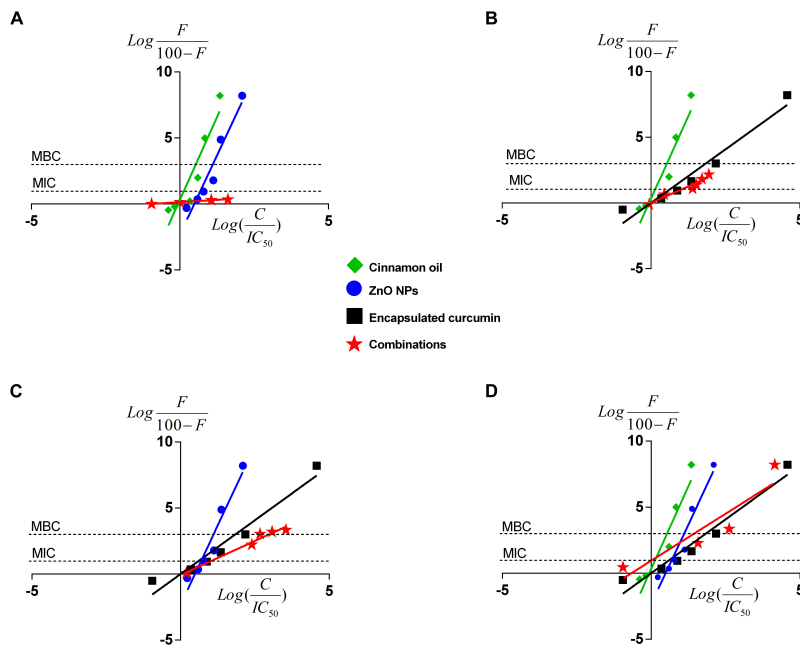 A
Log F/100-F
10
5
MBC
MIC
-5
5
Log(C/IC50)
-5
B
Log F/100-F
10
5
MBC
MIC
-5
5
Log(C/IC50)
-5
Cinnamon oil
ZnO NPs
Encapsulated curcumin
Combinations
C
Log F/100-F
10
5
MBC
MIC
-5
5
Log(C/IC50)
-5
D
Log F/100-F
10
5
MBC
MIC
-5
5
Log(C/IC50)
-5